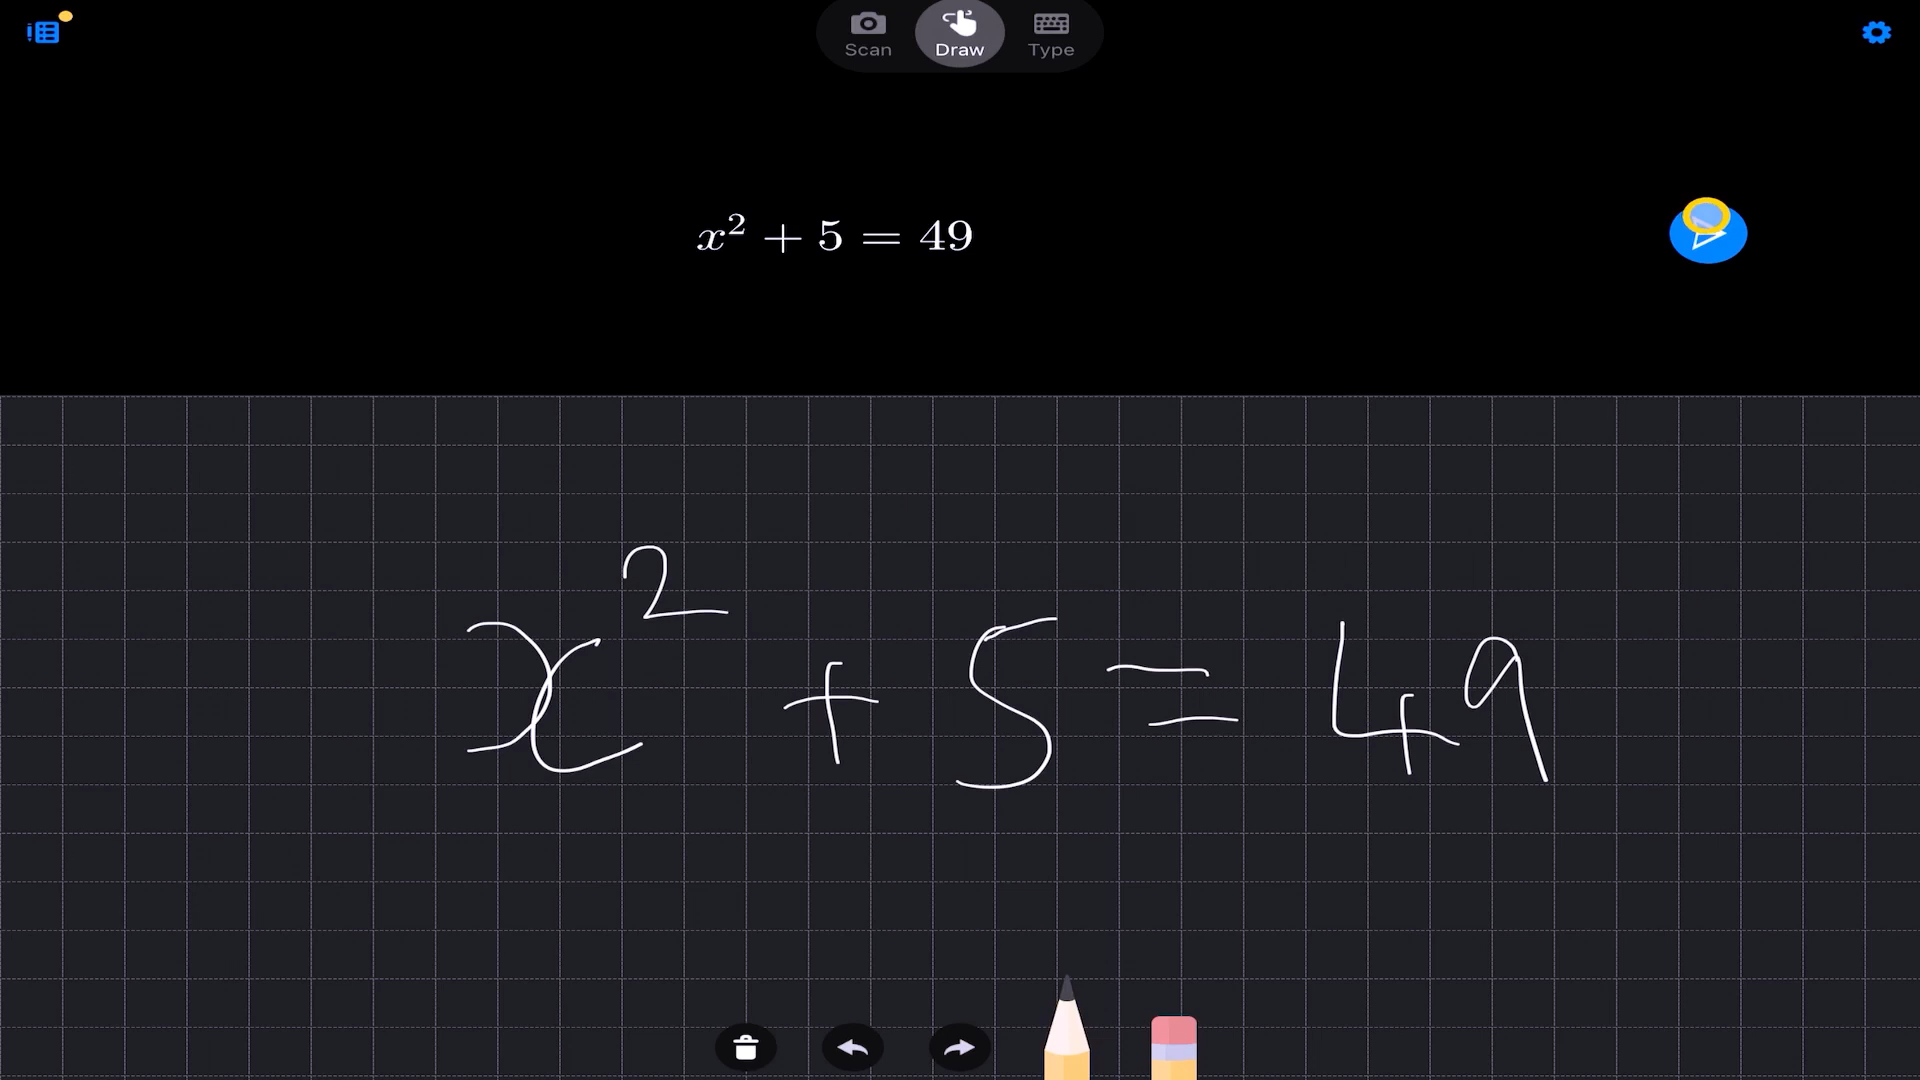 Scan Draw Type
x² + 5 = 49
x² + 5 = 49